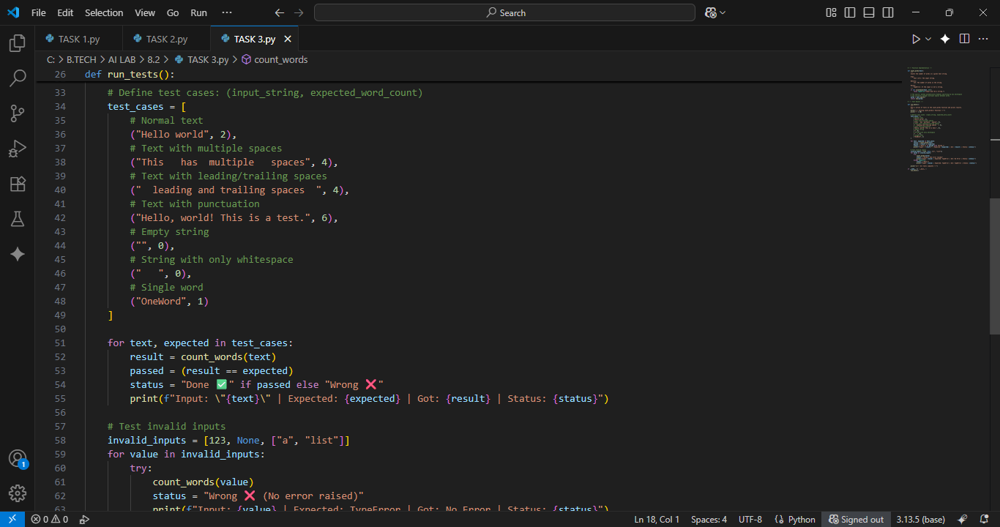 File Edit Selection View Go Run ··· Search
TASK 1.py TASK 2.py TASK 3.py
C: > B.TECH > AI LAB > 8.2 > TASK 3.py > count_words
26 def run_tests():
33     # Define test cases: (input_string, expected_word_count)
34     test_cases = [
35         # Normal text
36         ("Hello world", 2),
37         # Text with multiple spaces
38         ("This   has  multiple   spaces", 4),
39         # Text with leading/trailing spaces
40         ("  leading and trailing spaces  ", 4),
41         # Text with punctuation
42         ("Hello, world! This is a test.", 6),
43         # Empty string
44         ("", 0),
45         # String with only whitespace
46         ("   ", 0),
47         # Single word
48         ("OneWord", 1)
49     ]
50
51     for text, expected in test_cases:
52         result = count_words(text)
53         passed = (result == expected)
54         status = "Done ✅" if passed else "Wrong ❌"
55         print(f"Input: \"{text}\" | Expected: {expected} | Got: {result} | Status: {status}")
56
57     # Test invalid inputs
58     invalid_inputs = [123, None, ["a", "list"]]
59     for value in invalid_inputs:
60         try:
61             count_words(value)
62             status = "Wrong ❌ (No error raised)"
63             print(f"Input: {value} | Expected: TypeError | Got: No Error | Status: {status}")
1
0 0 Ln 18, Col 1 Spaces: 4 UTF-8 Python Signed out 3.13.5 (base)